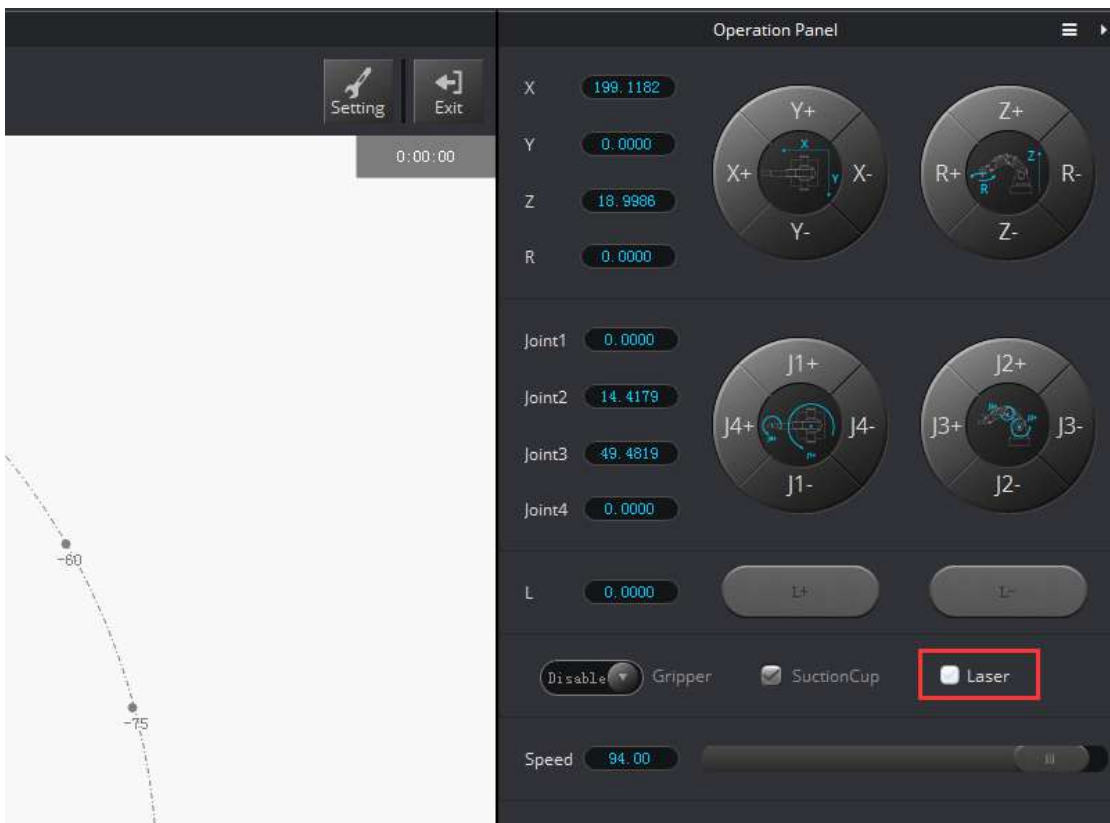 Operation Panel
Setting
Exit
0:00:00
X 199.1182
Y 0.0000
Z 18.9986
R 0.0000
Y+
X+ X-
Y-
X
Y
Z+
R+ R-
Z-
Z
R
Joint1 0.0000
Joint2 14.4179
Joint3 49.4819
Joint4 0.0000
J1+
J4+ J4-
J1-
J2+
J3+ J3-
J2-
-60
L 0.0000 L+ L-
Disable Gripper SuctionCup Laser
-75
Speed 94.00